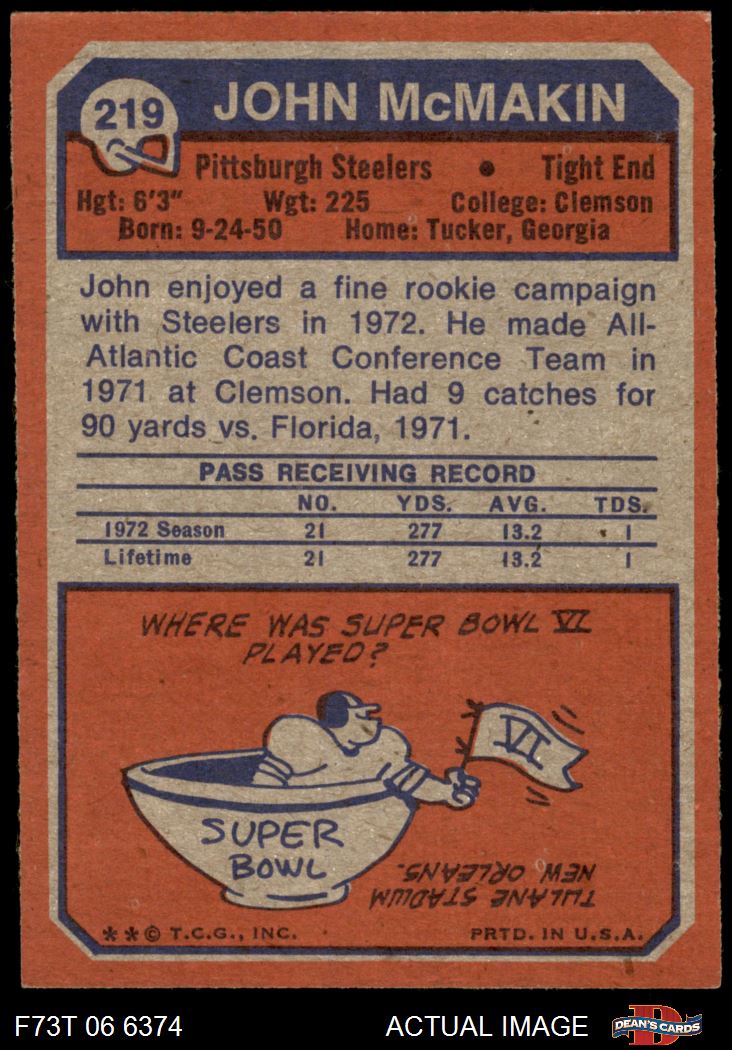 219
JOHN McMAKIN
Pittsburgh Steelers • Tight End
Hgt: 6'3" Wgt: 225 College: Clemson
Born: 9-24-50 Home: Tucker, Georgia
John enjoyed a fine rookie campaign
with Steelers in 1972. He made All-
Atlantic Coast Conference Team in
1971 at Clemson. Had 9 catches for
90 yards vs. Florida, 1971.
PASS RECEIVING RECORD
NO. YDS. AVG. TDS.
1972 Season 21 277 13.2 1
Lifetime 21 277 13.2 1
WHERE WAS SUPER BOWL VI
PLAYED?
VI
SUPER
BOWL
TULANE STADIUM
NEW ORLEANS.
**© T.C.G., INC. PRTD. IN U.S.A.
F73T 06 6374 ACTUAL IMAGE
D
DEAN'S CARDS